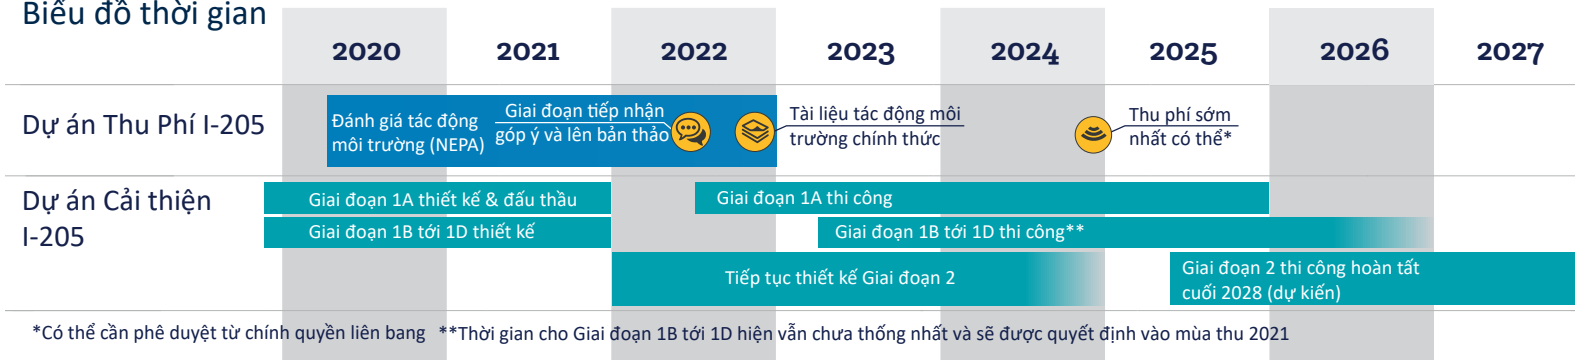 Biểu đồ thời gian
2020 2021 2022 2023 2024 2025 2026 2027
Dự án Thu Phí I-205
Đánh giá tác động
môi trường (NEPA)
Giai đoạn tiếp nhận
góp ý và lên bản thảo
Tài liệu tác động môi
trường chính thức
Thu phí sớm
nhất có thể*
Dự án Cải thiện
I-205
Giai đoạn 1A thiết kế & đấu thầu
Giai đoạn 1A thi công
Giai đoạn 1B tới 1D thiết kế
Giai đoạn 1B tới 1D thi công**
Tiếp tục thiết kế Giai đoạn 2
Giai đoạn 2 thi công hoàn tất
cuối 2028 (dự kiến)
*Có thể cần phê duyệt từ chính quyền liên bang **Thời gian cho Giai đoạn 1B tới 1D hiện vẫn chưa thống nhất và sẽ được quyết định vào mùa thu 2021